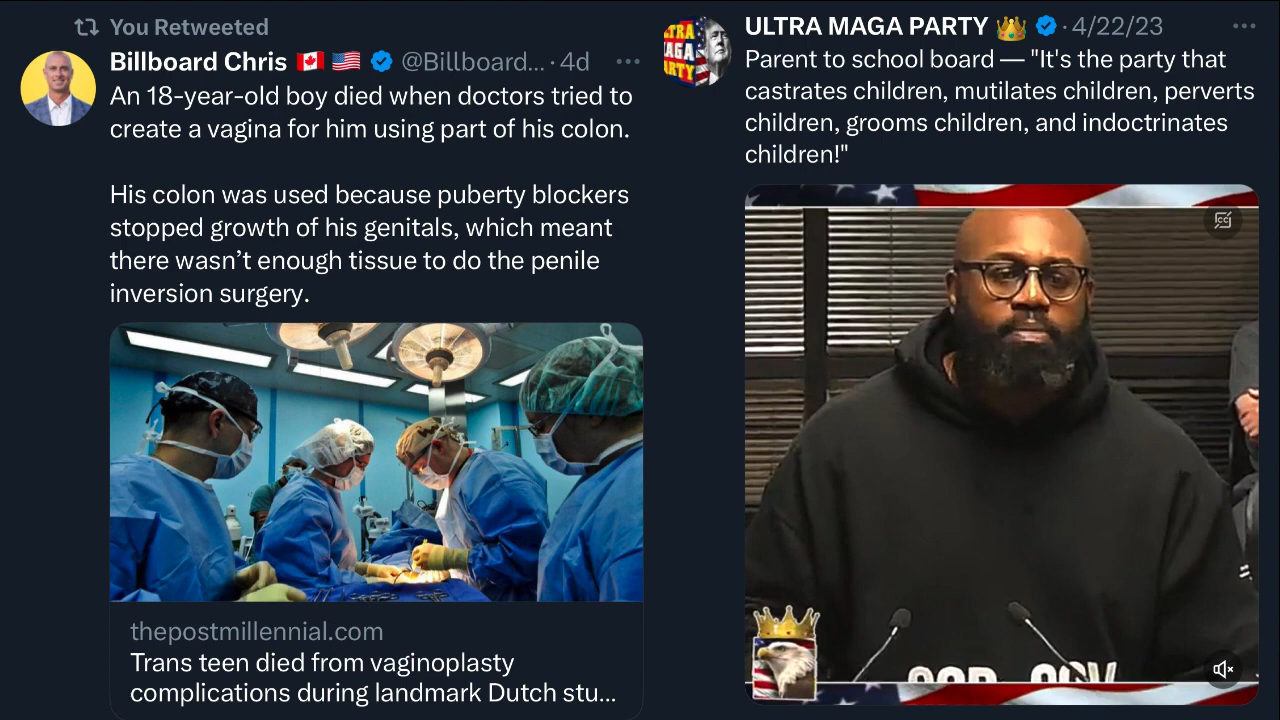 You Retweeted
Billboard Chris 🇨🇦 🇺🇸 @Billboard... · 4d
An 18-year-old boy died when doctors tried to
create a vagina for him using part of his colon.
His colon was used because puberty blockers
stopped growth of his genitals, which meant
there wasn’t enough tissue to do the penile
inversion surgery.
thepostmillennial.com
Trans teen died from vaginoplasty
complications during landmark Dutch stu...
ULTRA MAGA PARTY 👑 · 4/22/23
Parent to school board — "It's the party that
castrates children, mutilates children, perverts
children, grooms children, and indoctrinates
children!"
CC